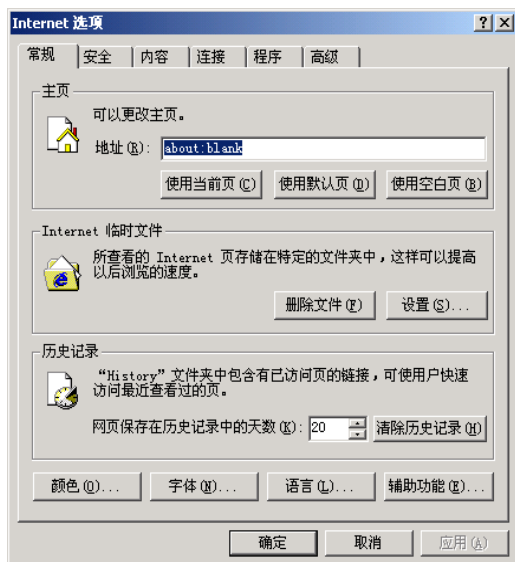 Internet 选项
常规 安全 内容 连接 程序 高级
主页
可以更改主页。
地址(R): about:blank
使用当前页(C) 使用默认页(D) 使用空白页(B)
Internet 临时文件
所查看的 Internet 页存储在特定的文件夹中，这样可以提高
以后浏览的速度。
删除文件(F) 设置(S)...
历史记录
“History”文件夹中包含有已访问页的链接，可使用户快速
访问最近查看过的页。
网页保存在历史记录中的天数(K): 20 清除历史记录(H)
颜色(O)... 字体(N)... 语言(L)... 辅助功能(E)...
确定 取消 应用(A)